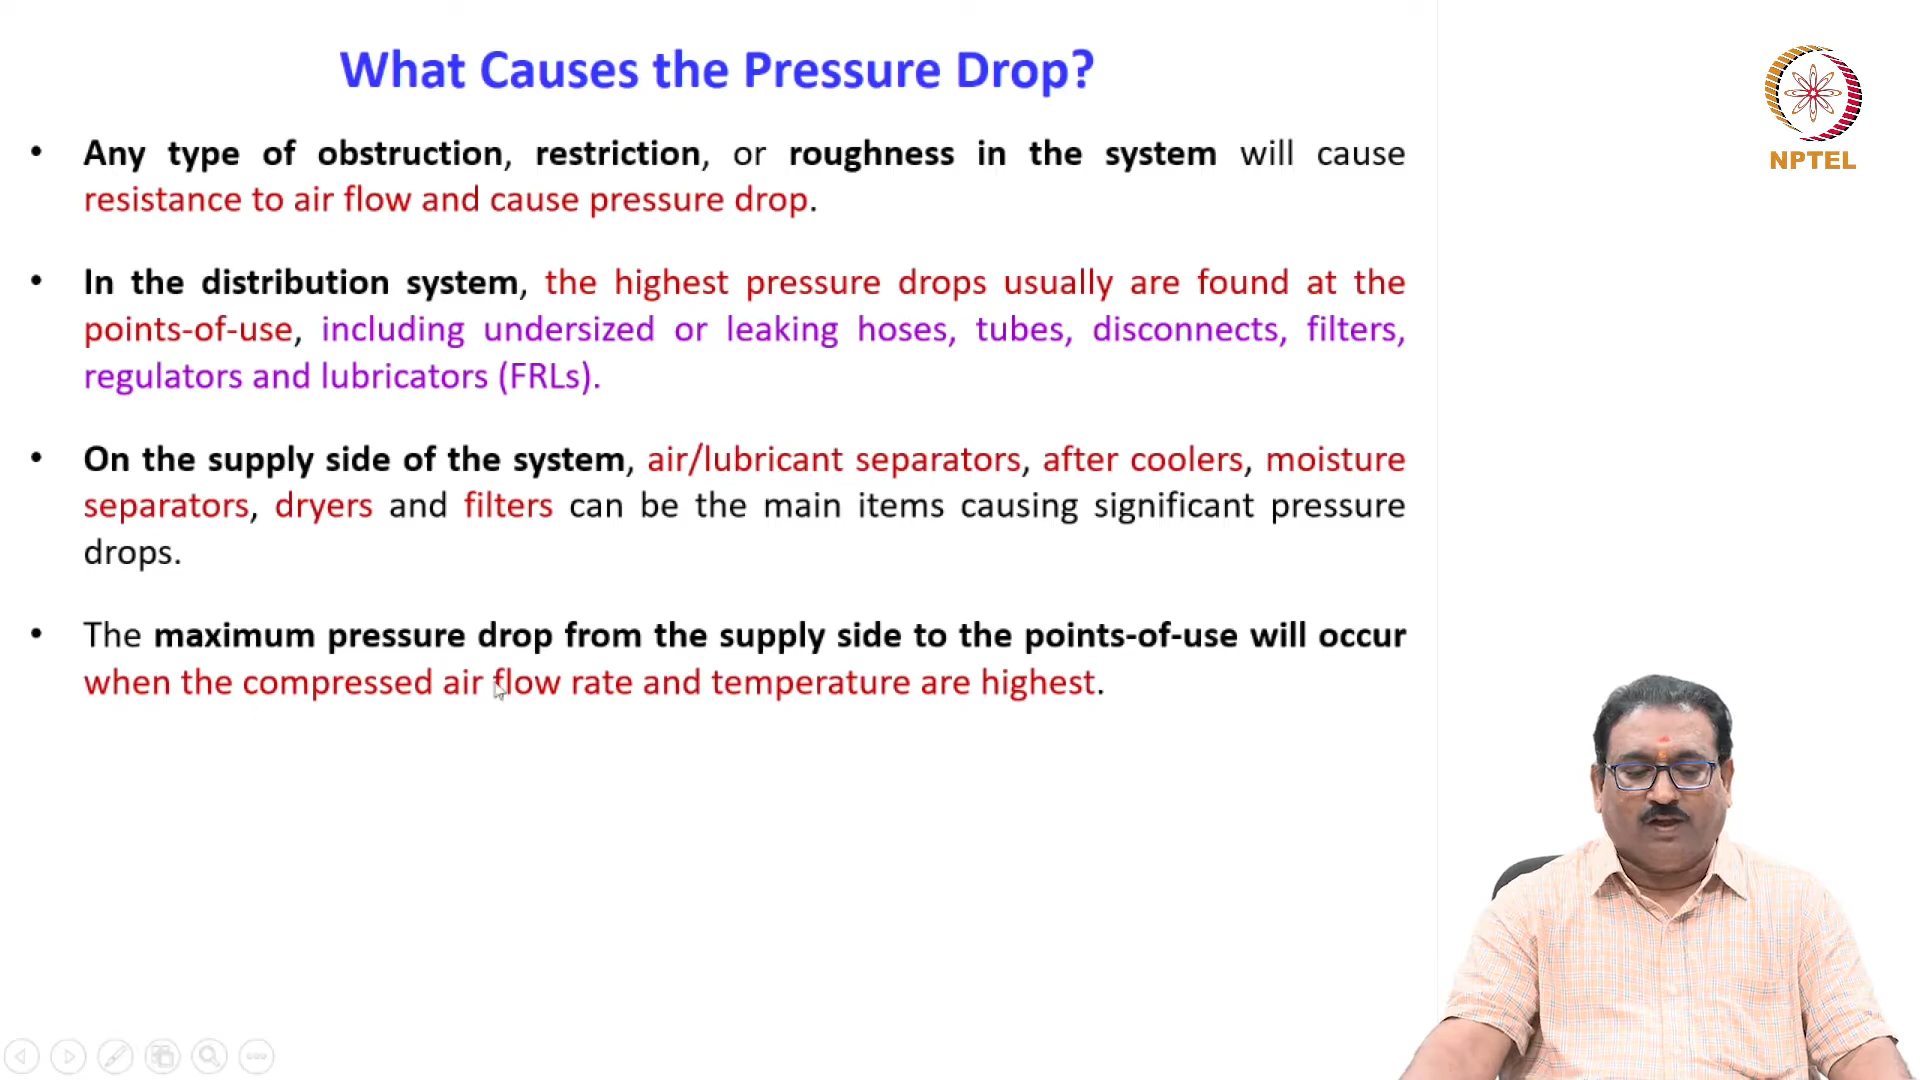 What Causes the Pressure Drop?
NPTEL
• Any type of obstruction, restriction, or roughness in the system will cause
resistance to air flow and cause pressure drop.
• In the distribution system, the highest pressure drops usually are found at the
points-of-use, including undersized or leaking hoses, tubes, disconnects, filters,
regulators and lubricators (FRLs).
• On the supply side of the system, air/lubricant separators, after coolers, moisture
separators, dryers and filters can be the main items causing significant pressure
drops.
• The maximum pressure drop from the supply side to the points-of-use will occur
when the compressed air flow rate and temperature are highest.